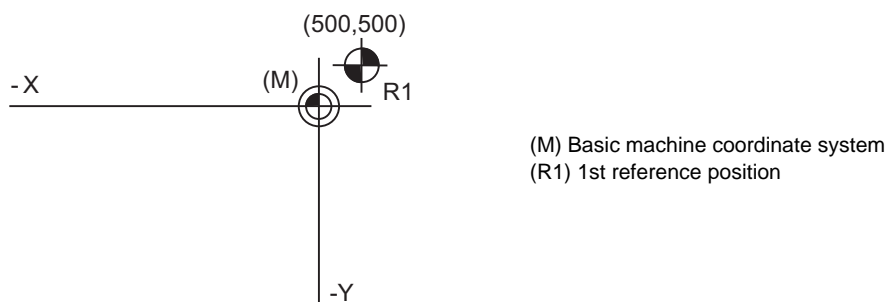 (500,500)
-X
(M)
R1
(M) Basic machine coordinate system
(R1) 1st reference position
-Y